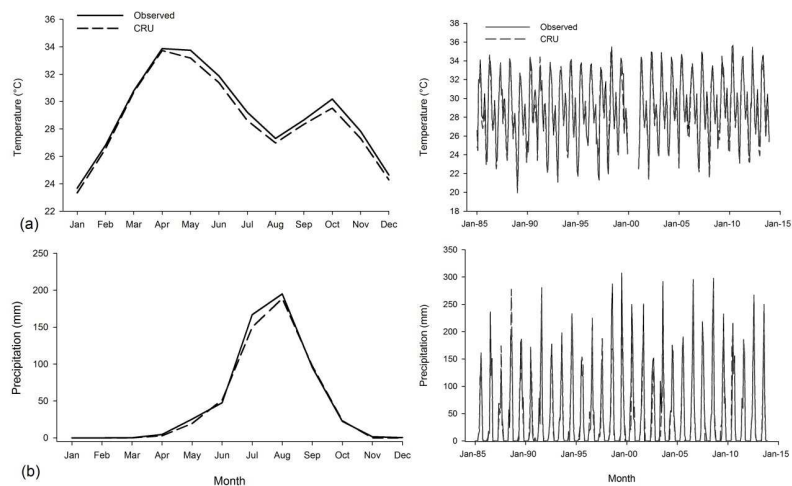 Observed
CRU
36
34
32
30
28
26
24
22
Temperature (°C)
Jan Feb Mar Apr May Jun Jul Aug Sep Oct Nov Dec
(a)
Observed
CRU
38
36
34
32
30
28
26
24
22
20
18
Temperature (°C)
Jan-85 Jan-90 Jan-95 Jan-00 Jan-05 Jan-10 Jan-15
250
200
150
100
50
0
Precipitation (mm)
Jan Feb Mar Apr May Jun Jul Aug Sep Oct Nov Dec
(b)
Month
350
300
250
200
150
100
50
0
Precipitation (mm)
Jan-85 Jan-90 Jan-95 Jan-00 Jan-05 Jan-10 Jan-15
Month